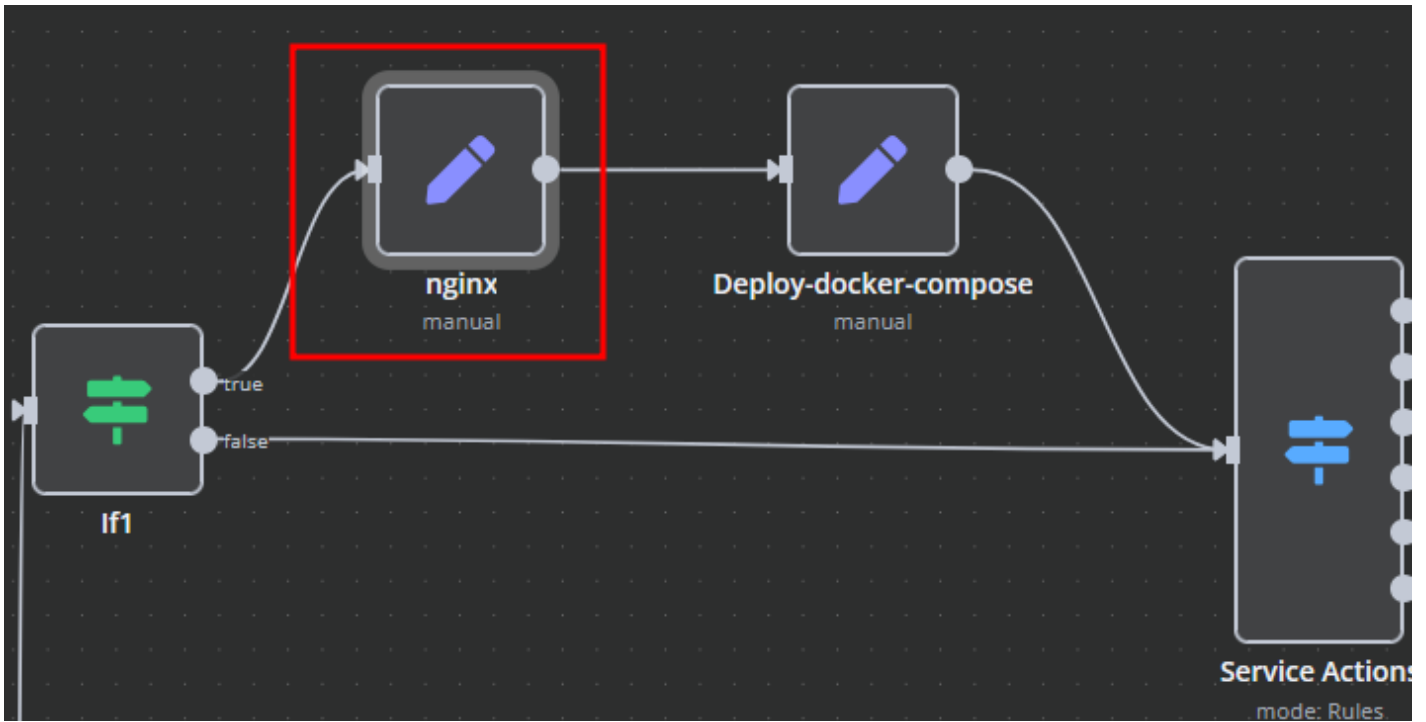 nginx
manual
Deploy-docker-compose
manual
true
false
If1
Service Actions
mode: Rules